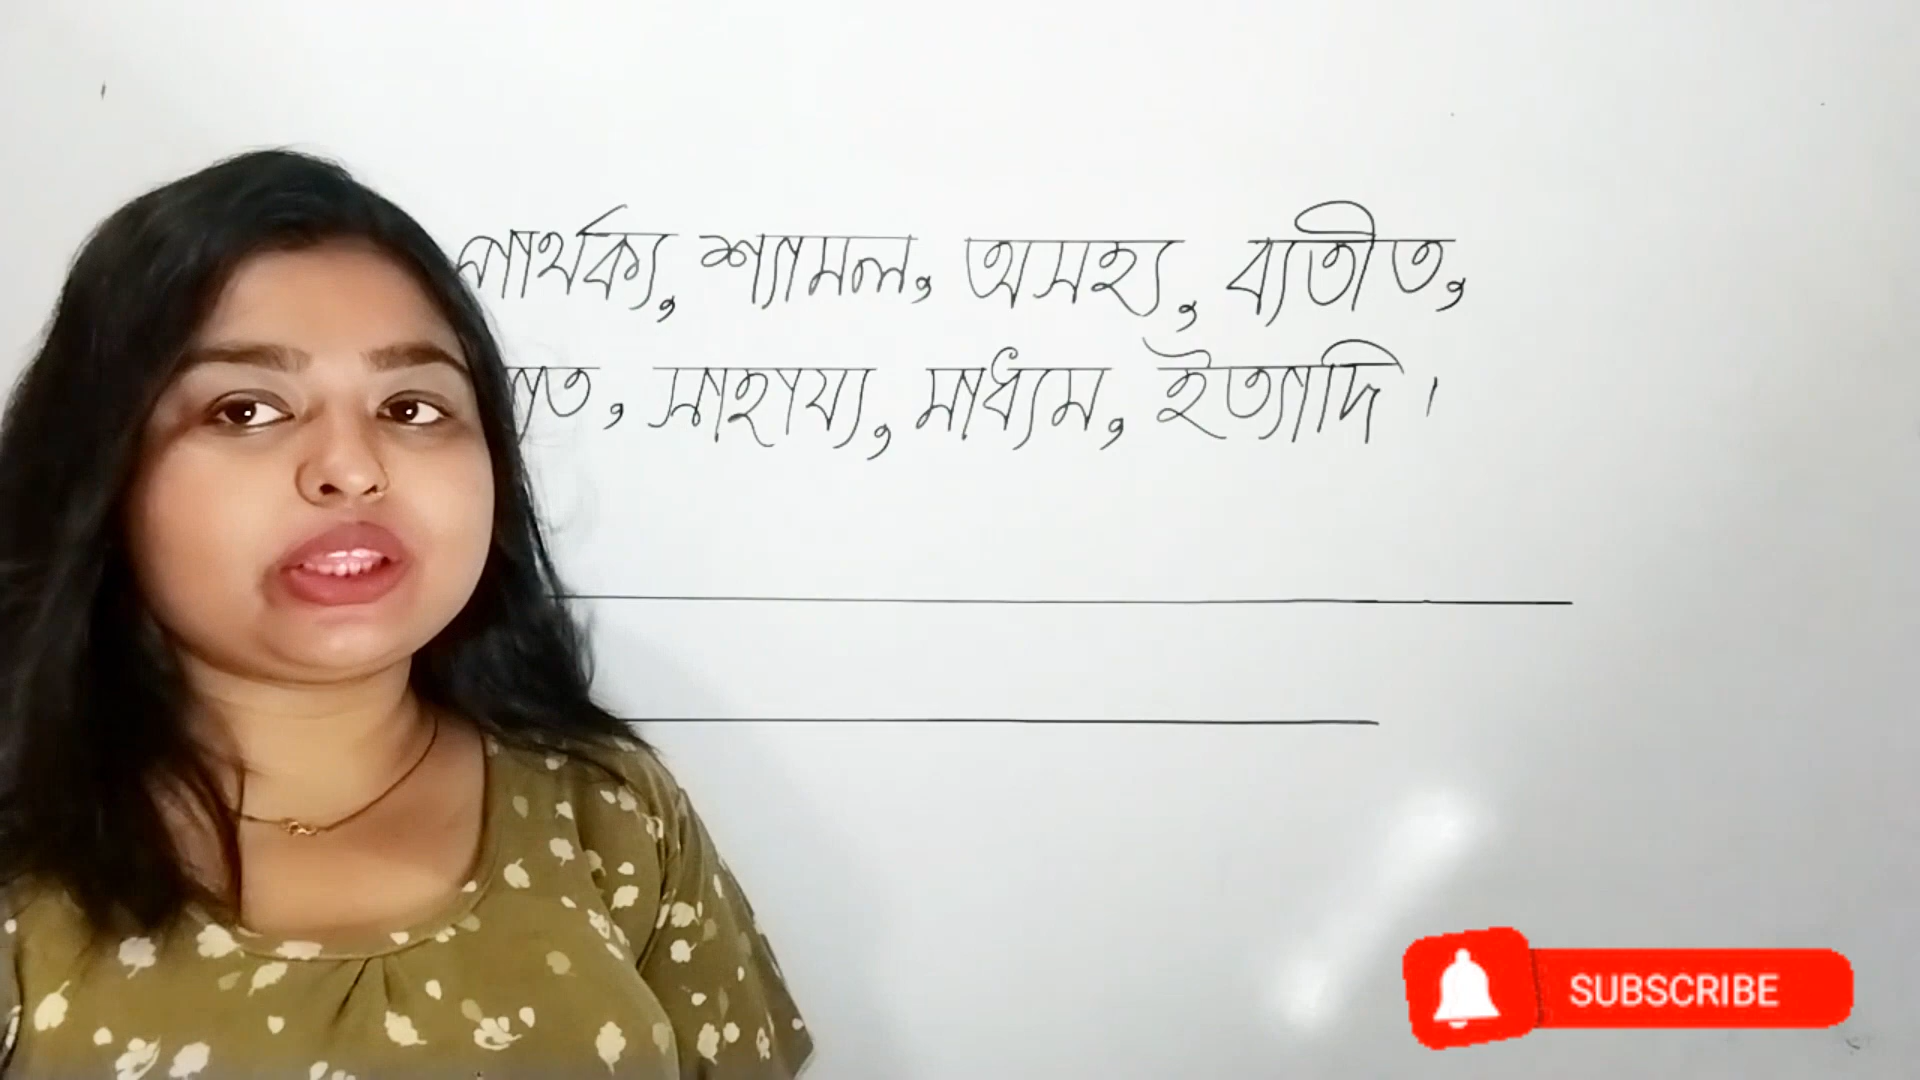 পার্থক্য, শ্যামল, অসহ্য, ব্যতীত,
সাহায্য, মাধ্যম, ইত্যাদি।
SUBSCRIBE